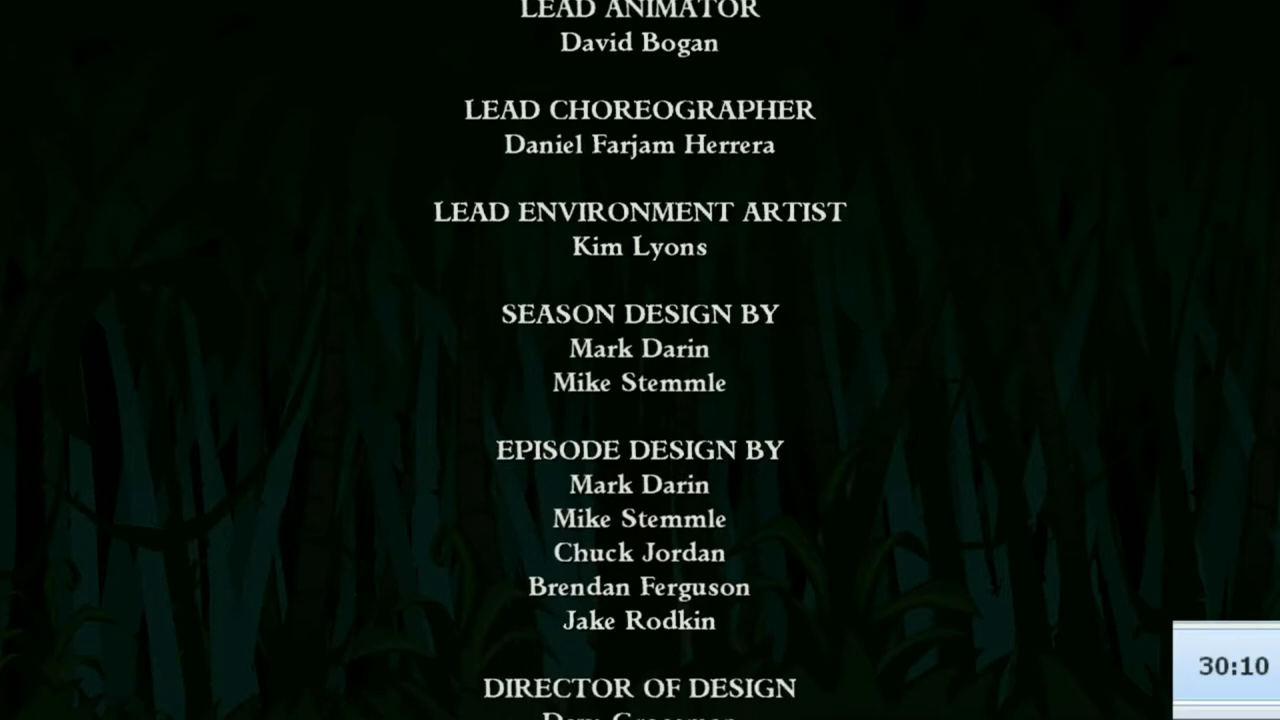 LEAD ANIMATOR
David Bogan
LEAD CHOREOGRAPHER
Daniel Farjam Herrera
LEAD ENVIRONMENT ARTIST
Kim Lyons
SEASON DESIGN BY
Mark Darin
Mike Stemmle
EPISODE DESIGN BY
Mark Darin
Mike Stemmle
Chuck Jordan
Brendan Ferguson
Jake Rodkin
DIRECTOR OF DESIGN
30:10